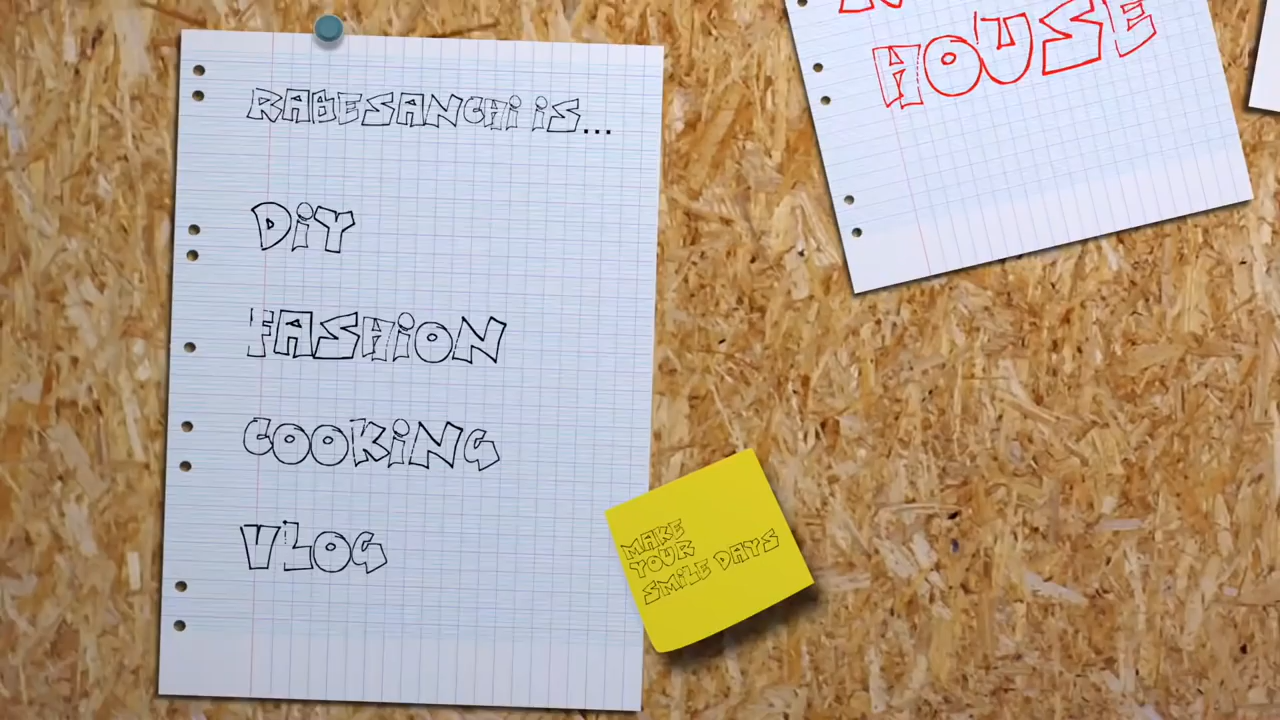 RABESANCHi iS...
DiY
FASHiON
COOKiNG
VLOG
MAKE
YOUR
SMiLE DAYS
HOUSE